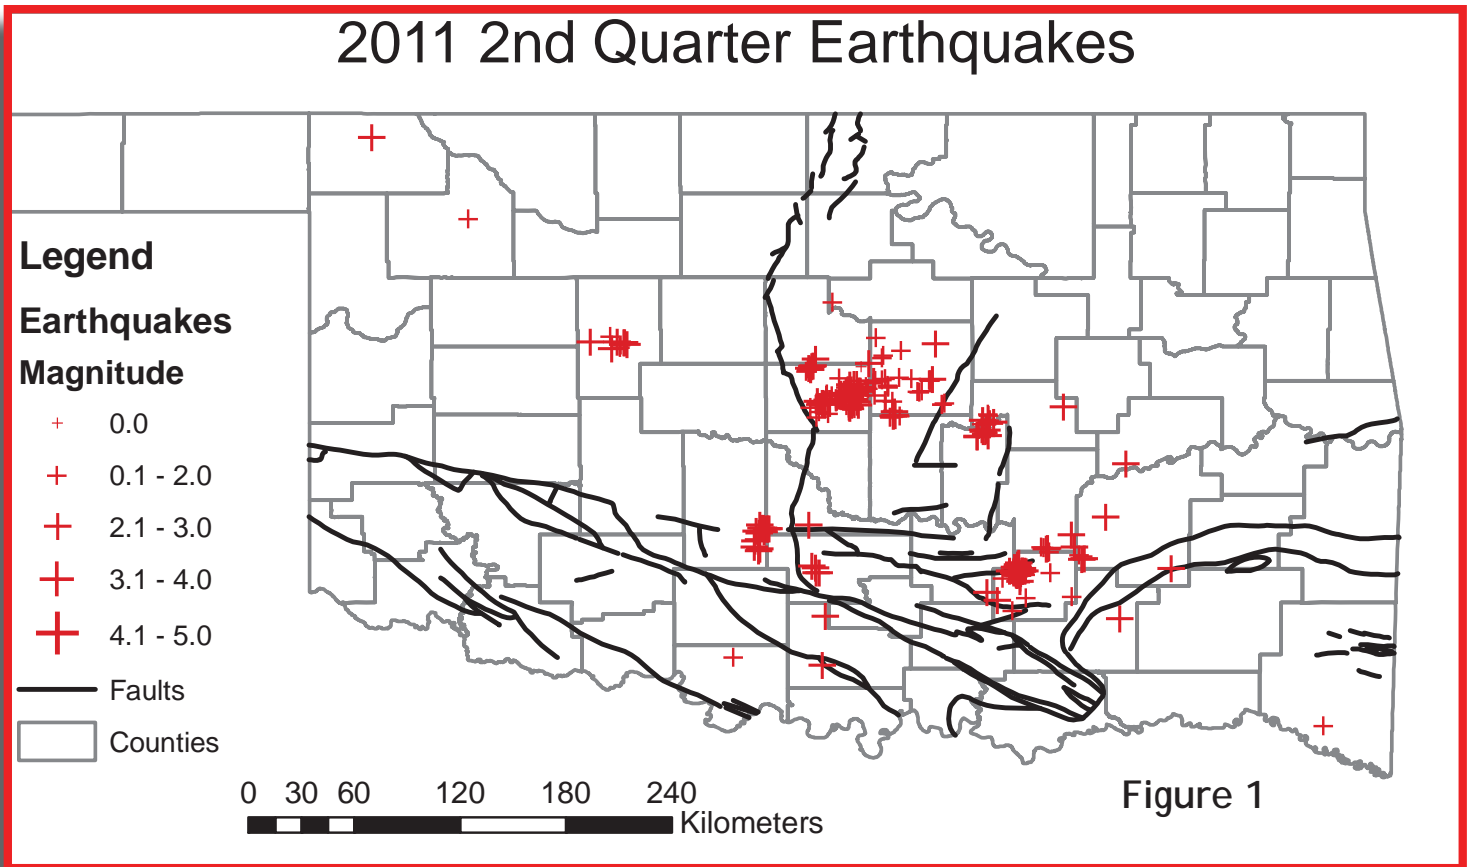 2011 2nd Quarter Earthquakes
Legend
Earthquakes
Magnitude
0.0
0.1 - 2.0
2.1 - 3.0
3.1 - 4.0
4.1 - 5.0
Faults
Counties
0 30 60 120 180 240
Kilometers
Figure 1